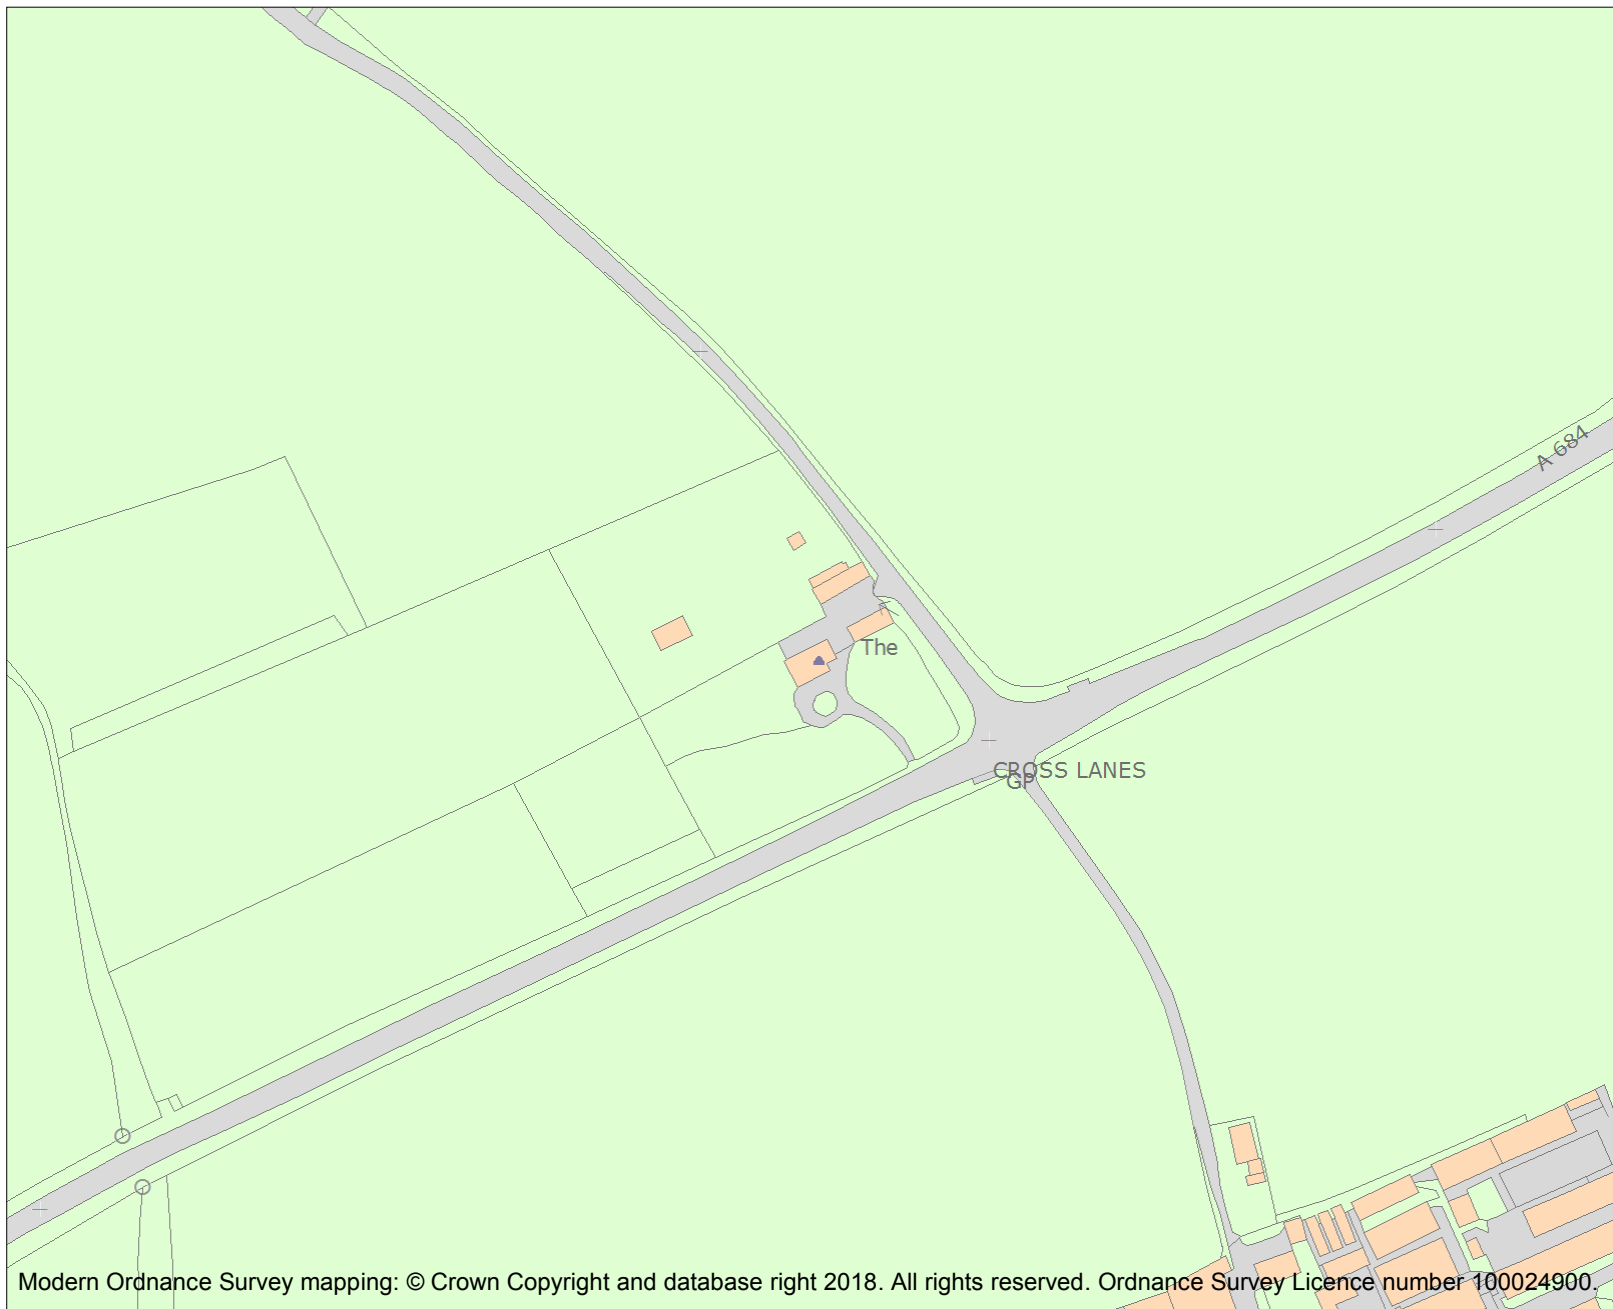 A 684
The
CROSS LANES
GP
Modern Ordnance Survey mapping: © Crown Copyright and database right 2018. All rights reserved. Ordnance Survey Licence number 100024900.